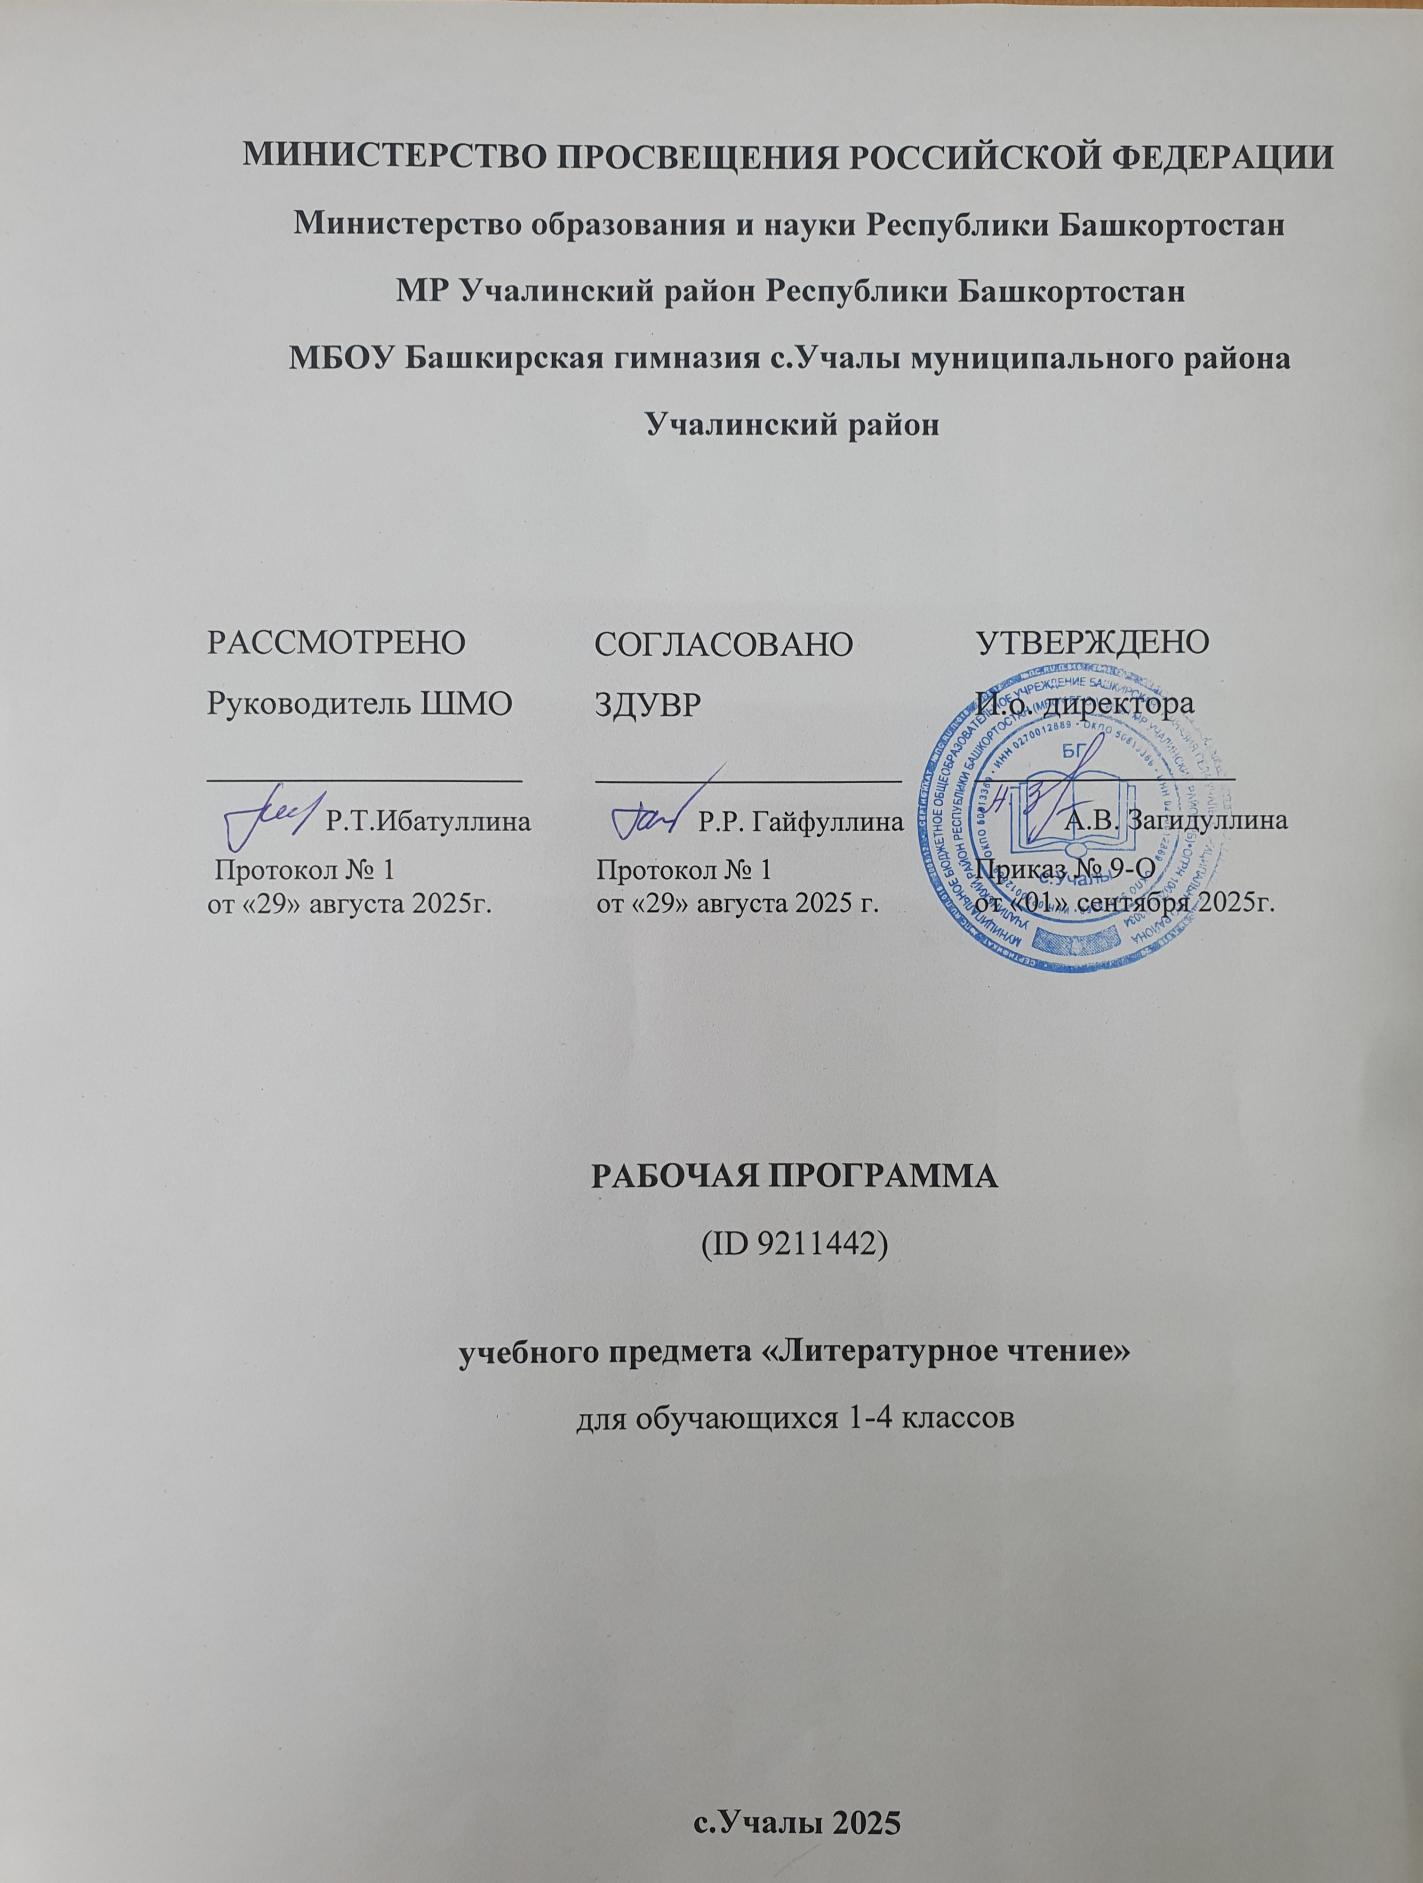 МИНИСТЕРСТВО ПРОСВЕЩЕНИЯ РОССИЙСКОЙ ФЕДЕРАЦИИ
Министерство образования и науки Республики Башкортостан
МР Учалинский район Республики Башкортостан
МБОУ Башкирская гимназия с.Учалы муниципального района
Учалинский район
РАССМОТРЕНО
Руководитель ШМО
Р.Т.Ибатуллина
Протокол № 1
от «29» августа 2025г.
СОГЛАСОВАНО
ЗДУВР
Р.Р. Гайфуллина
Протокол № 1
от «29» августа 2025 г.
УТВЕРЖДЕНО
И.о. директора
А.В. Загидуллина
Приказ № 9-О
от «01» сентября 2025г.
БГ
с.Учалы
РАБОЧАЯ ПРОГРАММА
(ID 9211442)
учебного предмета «Литературное чтение»
для обучающихся 1-4 классов
с.Учалы 2025